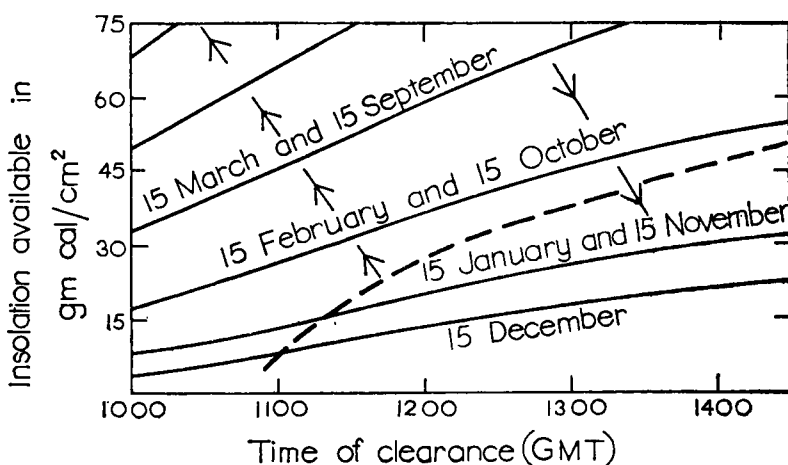 Insolation available in
gm cal/cm²
75
60
45
30
15
1000
1100
1200
1300
1400
15 March and 15 September
15 February and 15 October
15 January and 15 November
15 December
Time of clearance (GMT)